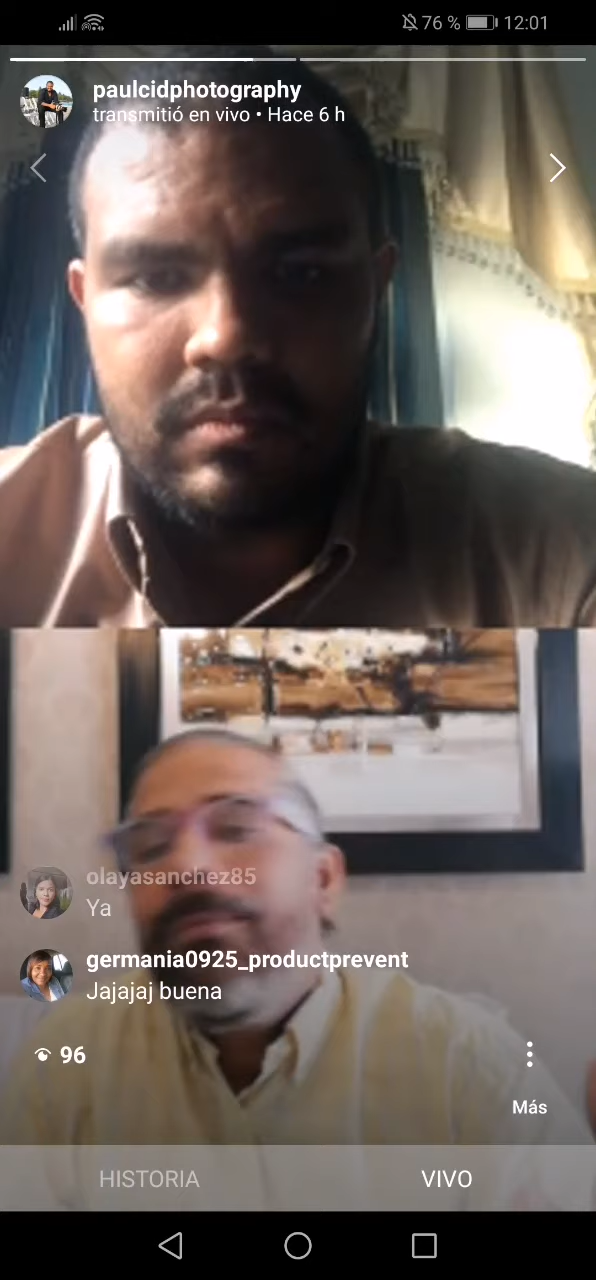 76 % 12:01
paulcidphotography
transmitió en vivo • Hace 6 h
olayasanchez85
Ya
germania0925_productprevent
Jajajaj buena
96
Más
HISTORIA VIVO